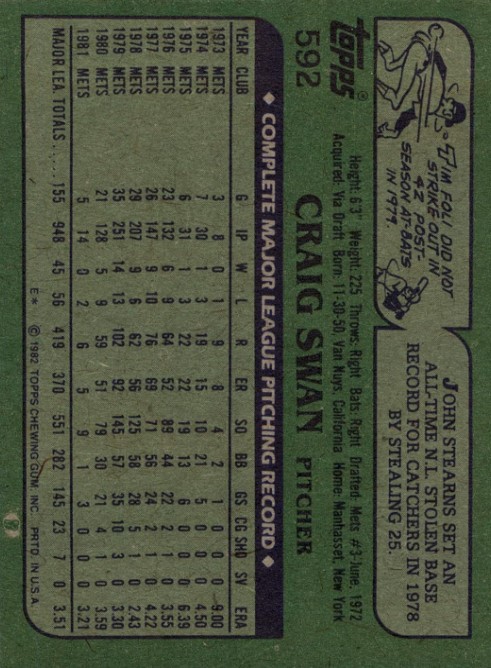 JIM FOLI DID NOT
STRIKE OUT IN
42 POST-
SEASON AT-BATS
IN 1979.
JOHN STEARNS SET AN
ALL-TIME N.L. STOLEN BASE
RECORD FOR CATCHERS IN 1978
BY STEALING 25.
topps®
592
CRAIG SWAN PITCHER
Height: 6'3" Weight: 225 Throws: Right Bats: Right Drafted: Mets #3-June, 1972
Acquired: Via Draft Born: 11-30-50, Van Nuys, California Home: Manhasset, New York
◆ COMPLETE MAJOR LEAGUE PITCHING RECORD ◆
YEAR CLUB G IP W L R ER SO BB GS CG SHO SV ERA
1973 METS 3 8 0 1 9 8 4 2 1 0 0 0 9.00
1974 METS 7 30 1 3 19 15 10 21 5 0 0 0 4.50
1975 METS 6 31 1 3 22 22 19 13 6 0 0 0 6.39
1976 METS 23 132 6 9 64 52 89 44 22 2 1 0 3.55
1977 METS 26 147 9 10 76 69 71 56 24 2 1 0 4.22
1978 METS 29 207 9 6 62 56 125 58 28 5 1 0 2.43
1979 METS 35 251 14 13 102 92 145 57 35 10 3 0 3.30
1980 METS 21 128 5 9 59 51 79 30 21 4 1 0 3.59
1981 METS 5 14 0 2 6 5 9 1 3 0 0 0 3.21
MAJOR LEA. TOTALS ..... 155 948 45 56 419 370 551 282 145 23 7 0 3.51
E* © 1982 TOPPS CHEWING GUM, INC. PRTD. IN U.S.A.